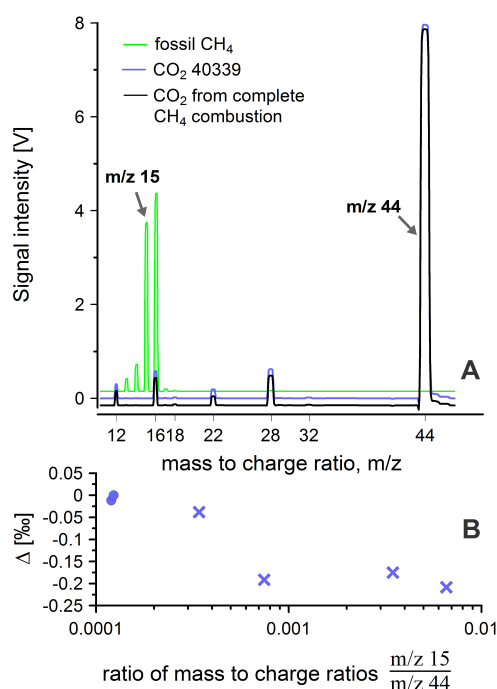 8
6
4
2
0
Signal intensity [V]
fossil CH₄
CO₂ 40339
CO₂ from complete
CH₄ combustion
m/z 15
m/z 44
A
12 16 18 22 28 32 44
mass to charge ratio, m/z
0.05
0
-0.05
-0.1
-0.15
-0.2
-0.25
Δ [‰]
B
0.0001 0.001 0.01
ratio of mass to charge ratios
m/z 15
m/z 44